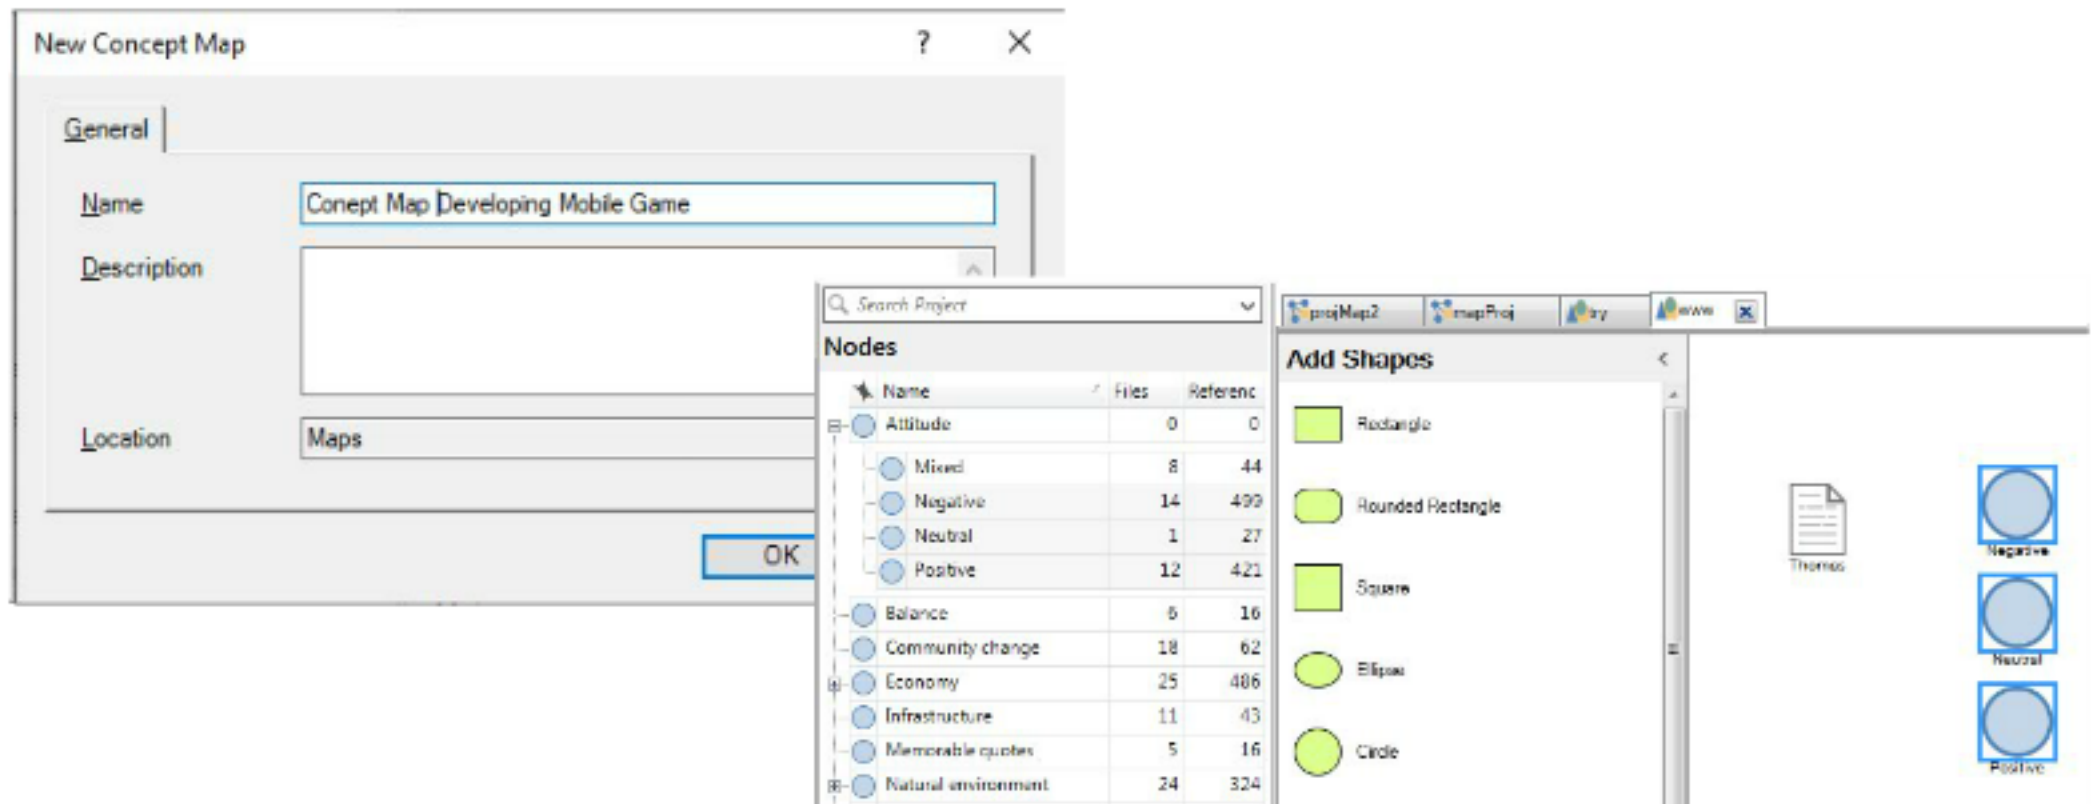 New Concept Map ? ×
General
Name
Conept Map Developing Mobile Game
Description
Location
Maps
OK
Search Project
Nodes
Name Files Referenc
Attitude 0 0
Mixed 8 44
Negative 14 499
Neutral 1 27
Positive 12 421
Balance 6 16
Community change 18 62
Economy 25 486
Infrastructure 11 43
Memorable quotes 5 16
Natural environment 24 324
projMap2 mapProj try www
Add Shapes
Rectangle
Rounded Rectangle
Square
Ellipse
Circle
Thomas
Negative
Neutral
Positive